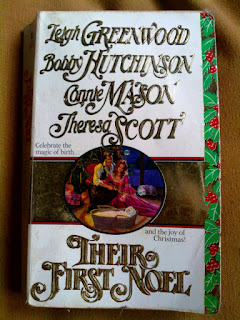 Leigh GREENWOOD
Bobby HUTCHINSON
Connie MASON
Theresa SCOTT
Celebrate the
magic of birth...
and the joy of
Christmas!
THEIR
FIRST NOEL